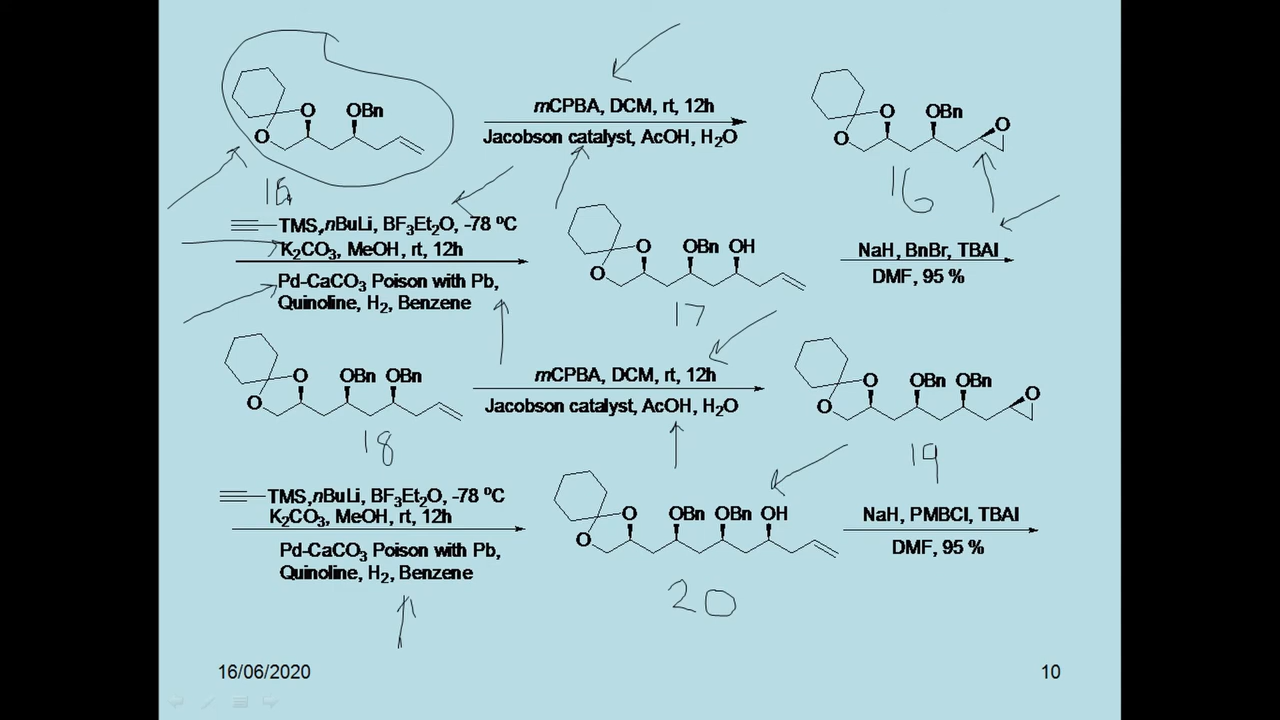 O OBn
O
mCPBA, DCM, rt, 12h
Jacobson catalyst, AcOH, H₂O
O OBn O
O
15
16
≡-TMS, nBuLi, BF₃Et₂O, -78 ºC
K₂CO₃, MeOH, rt, 12h
Pd-CaCO₃ Poison with Pb,
Quinoline, H₂, Benzene
O OBn OH
O
17
NaH, BnBr, TBAI
DMF, 95 %
O OBn OBn
O
18
mCPBA, DCM, rt, 12h
Jacobson catalyst, AcOH, H₂O
O OBn OBn O
O
19
≡-TMS, nBuLi, BF₃Et₂O, -78 ºC
K₂CO₃, MeOH, rt, 12h
Pd-CaCO₃ Poison with Pb,
Quinoline, H₂, Benzene
O OBn OBn OH
O
20
NaH, PMBCl, TBAI
DMF, 95 %
16/06/2020
10